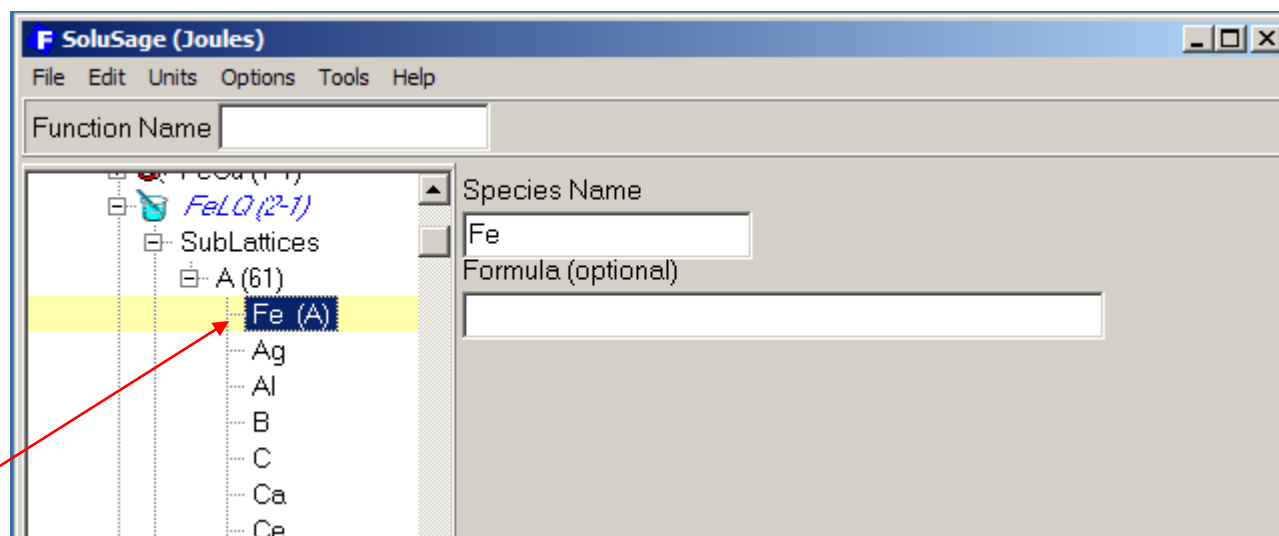 SoluSage (Joules)
File Edit Units Options Tools Help
Function Name
FeLQ (2-1)
SubLattices
A (61)
Fe (A)
Ag
Al
B
C
Ca
Ce
Species Name
Fe
Formula (optional)